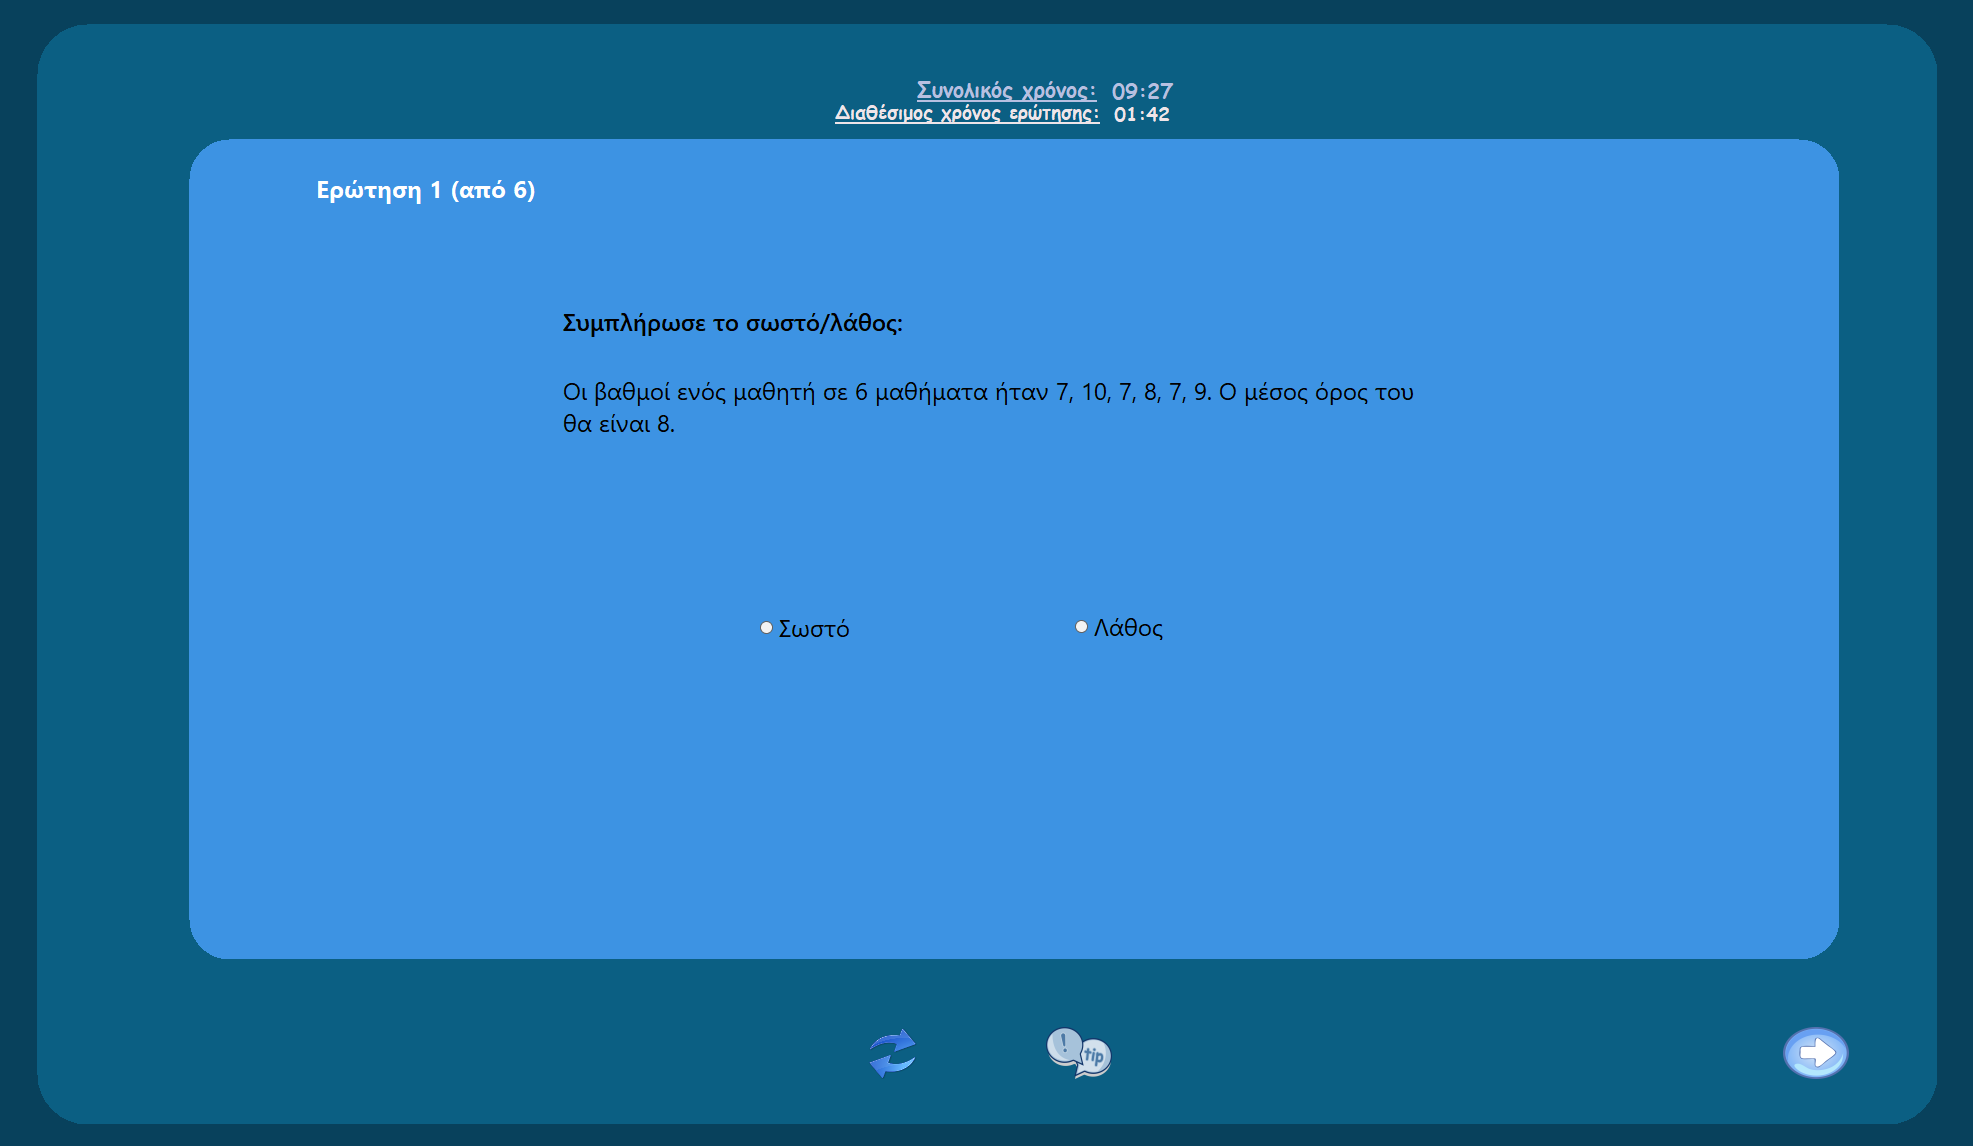 Συνολικός χρόνος: 09:27
Διαθέσιμος χρόνος ερώτησης: 01:42
Ερώτηση 1 (από 6)
Συμπλήρωσε το σωστό/λάθος:
Οι βαθμοί ενός μαθητή σε 6 μαθήματα ήταν 7, 10, 7, 8, 7, 9. Ο μέσος όρος του
θα είναι 8.
Σωστό
Λάθος
! tip